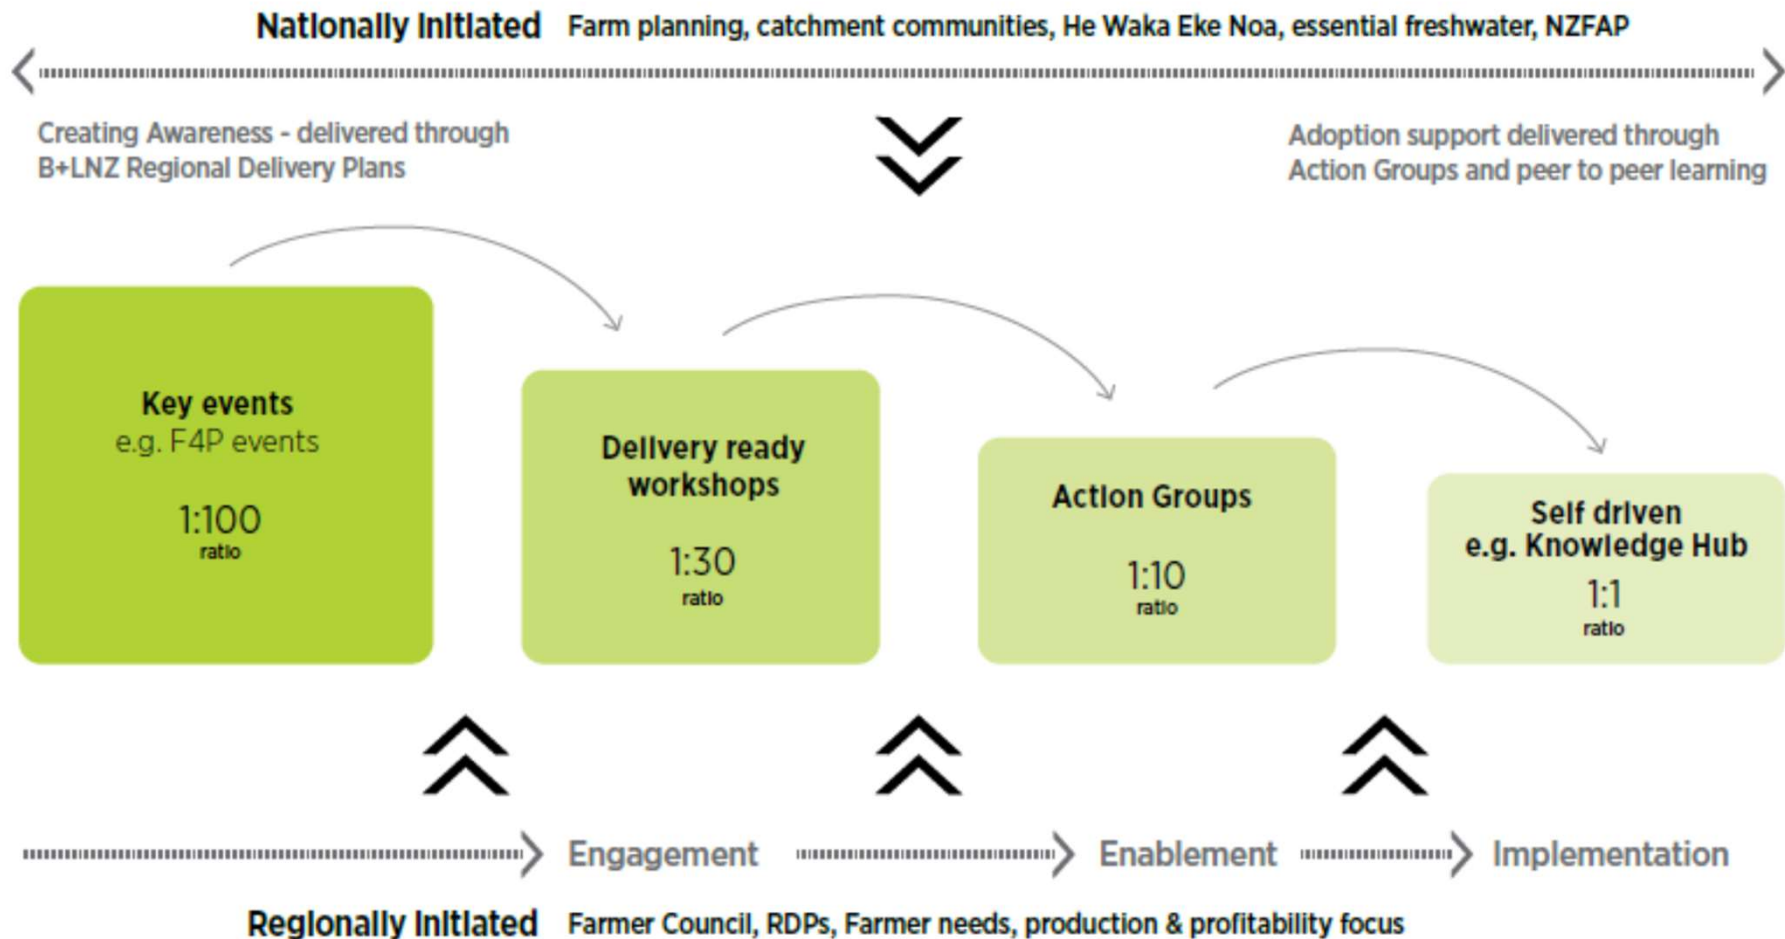 Nationally Initiated Farm planning, catchment communities, He Waka Eke Noa, essential freshwater, NZFAP
Creating Awareness - delivered through
B+LNZ Regional Delivery Plans
Adoption support delivered through
Action Groups and peer to peer learning
Key events
e.g. F4P events
1:100
ratio
Delivery ready
workshops
1:30
ratio
Action Groups
1:10
ratio
Self driven
e.g. Knowledge Hub
1:1
ratio
Engagement
Enablement
Implementation
Regionally Initiated Farmer Council, RDPs, Farmer needs, production & profitability focus